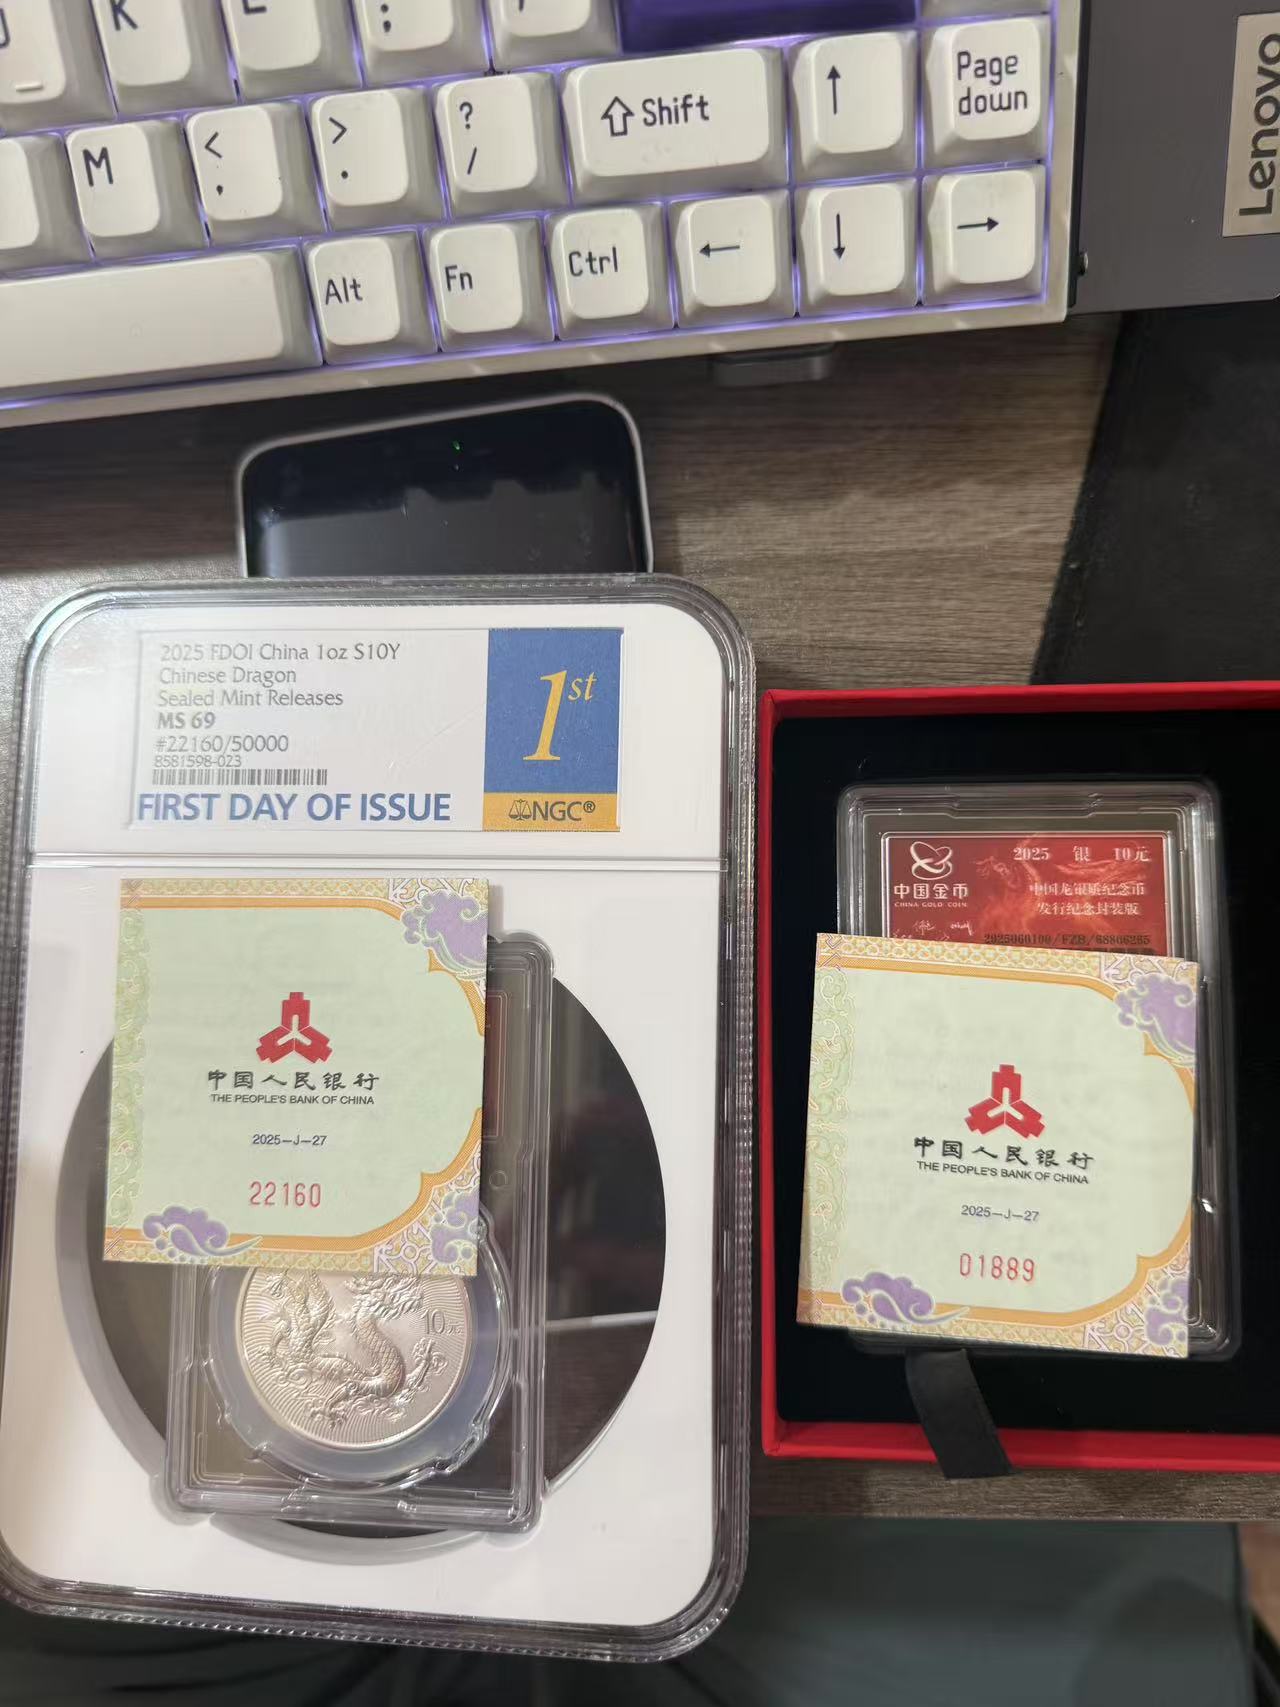 K
L
;
M
<
,
>
.
?
/
Shift
↑
Page
down
Alt
Fn
Ctrl
←
↓
→
Lenovo
2025 FDOI China 1oz S10Y
Chinese Dragon
Sealed Mint Releases
MS 69
#22160/50000
8581598-023
FIRST DAY OF ISSUE
1st
NGC®
中国人民银行
THE PEOPLE'S BANK OF CHINA
2025-J-27
22160
10元
中国金币
CHINA GOLD COIN
2025 银 10元
中国龙银质纪念币
发行纪念封装版
2025060100/FZB/68806265
中国人民银行
THE PEOPLE'S BANK OF CHINA
2025-J-27
01889